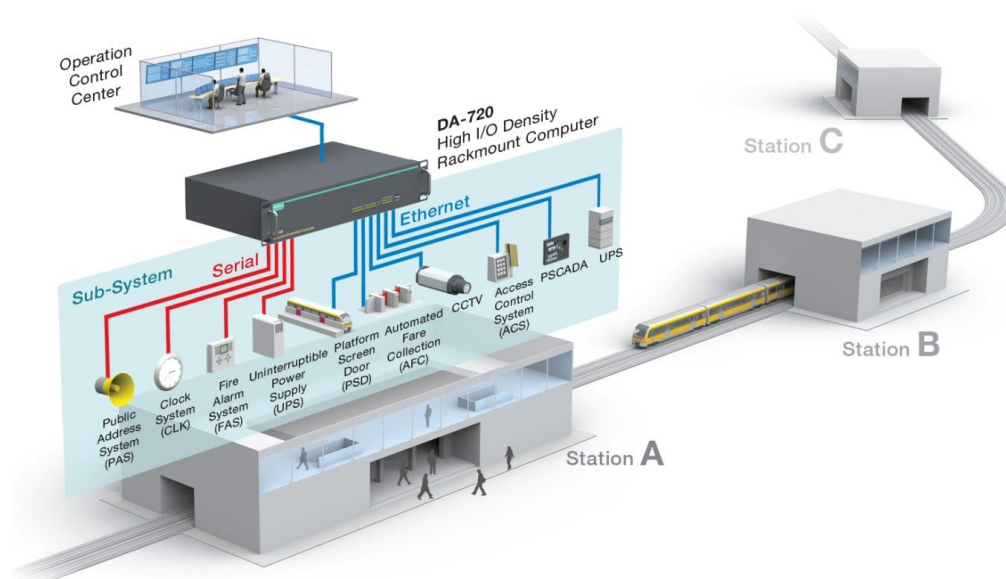 Operation
Control
Center
DA-720
High I/O Density
Rackmount Computer
Ethernet
Serial
Sub-System
Public
Address
System
(PAS)
Clock
System
(CLK)
Fire
Alarm
System
(FAS)
Uninterruptible
Power
Supply
(UPS)
Platform
Screen
Door
(PSD)
Automated
Fare
Collection
(AFC)
CCTV
Access
Control
System
(ACS)
PSCADA
UPS
Station A
Station B
Station C